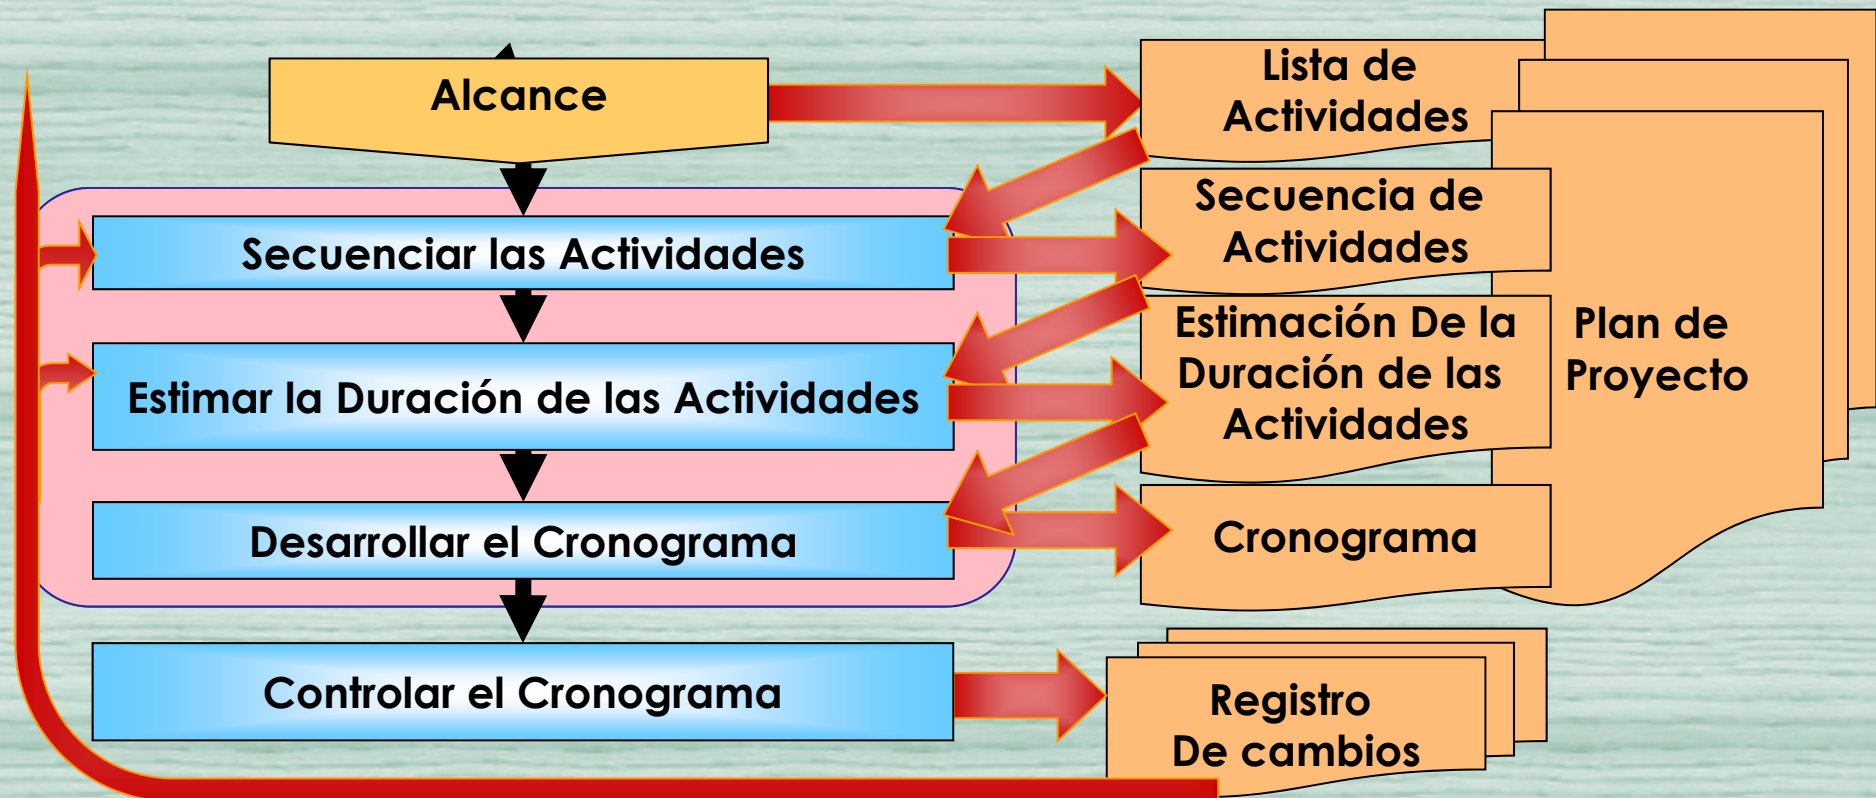 Alcance
Lista de
Actividades
Secuenciar las Actividades
Secuencia de
Actividades
Estimar la Duración de las Actividades
Estimación De la
Duración de las
Actividades
Plan de
Proyecto
Desarrollar el Cronograma
Cronograma
Controlar el Cronograma
Registro
De cambios